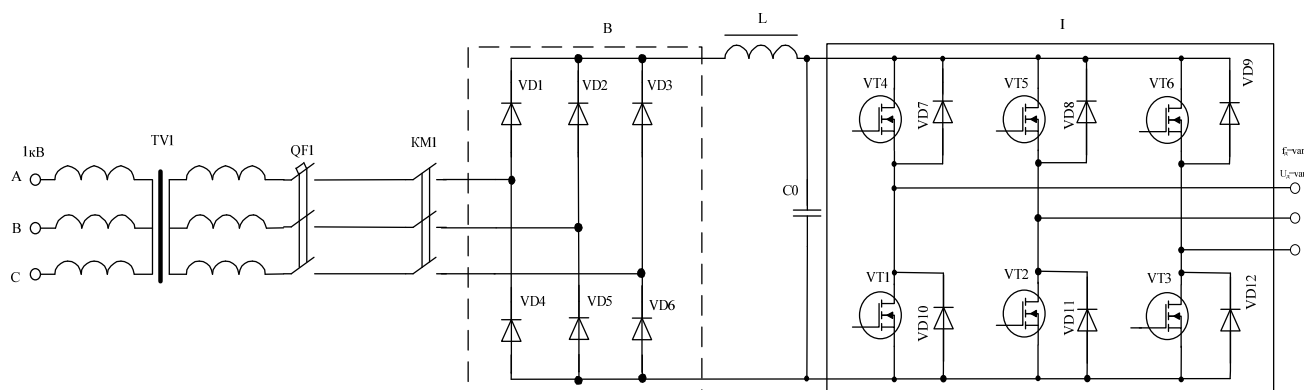 B
L
I
VD1
VD2
VD3
VT4
VD7
VT5
VD8
VT6
VD9
1кВ
TV1
QF1
KM1
A
B
C
C0
U =var
VD4
VD5
VD6
VT1
VD10
VT2
VD11
VT3
VD12